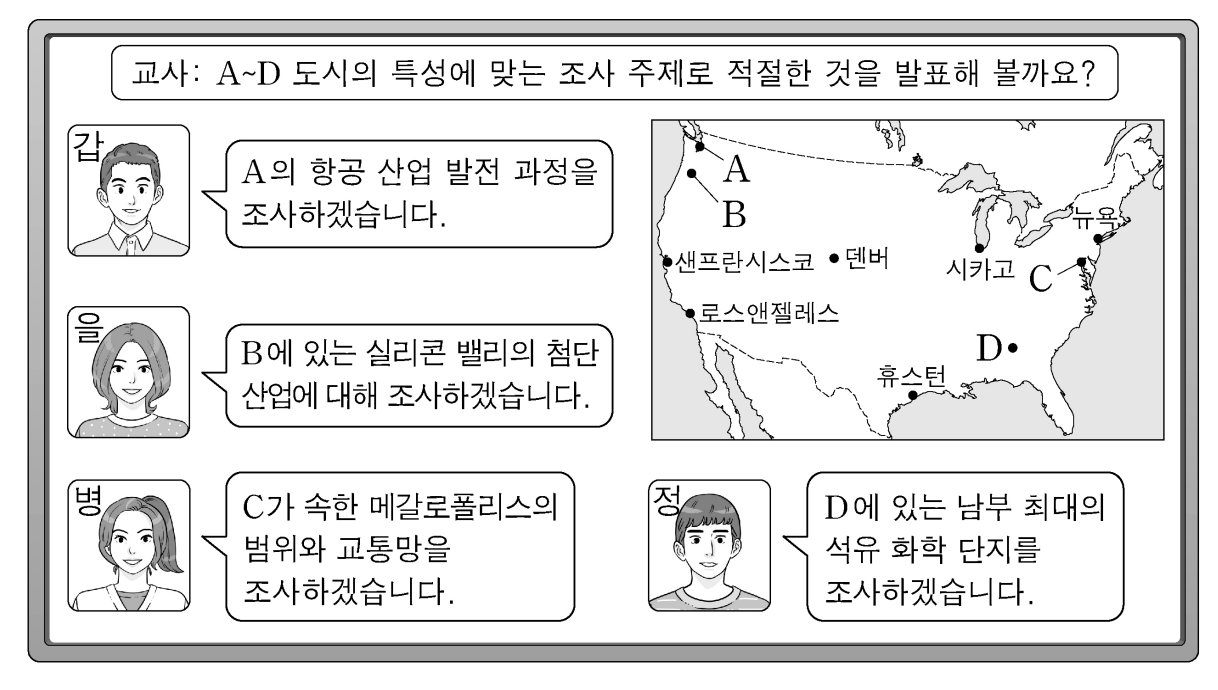 교사: A~D 도시의 특성에 맞는 조사 주제로 적절한 것을 발표해 볼까요?
갑
A의 항공 산업 발전 과정을
조사하겠습니다.
을
B에 있는 실리콘 밸리의 첨단
산업에 대해 조사하겠습니다.
A
B
뉴욕
샌프란시스코
덴버
시카고
C
로스앤젤레스
D
휴스턴
병
C가 속한 메갈로폴리스의
범위와 교통망을
조사하겠습니다.
정
D에 있는 남부 최대의
석유 화학 단지를
조사하겠습니다.